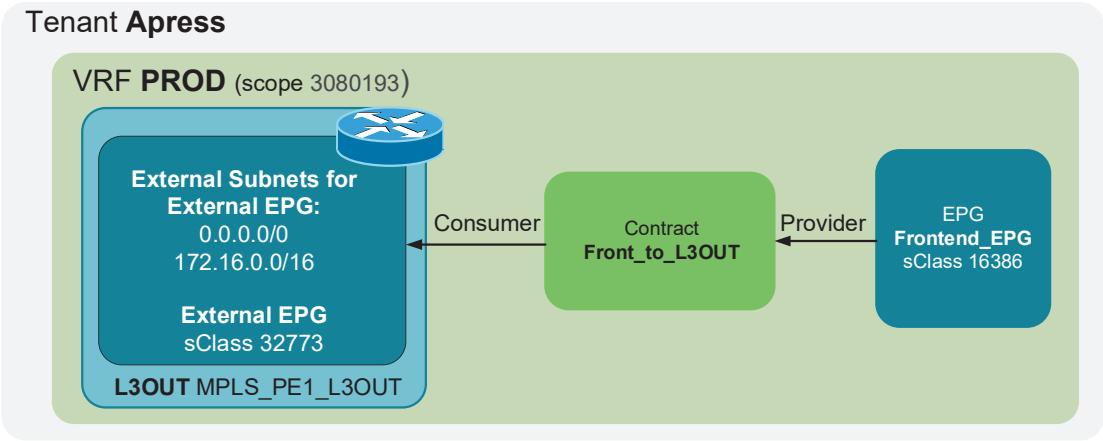 Tenant Apress
VRF PROD (scope 3080193)
External Subnets for
External EPG:
0.0.0.0/0
172.16.0.0/16
External EPG
sClass 32773
L3OUT MPLS_PE1_L3OUT
Consumer
Contract
Front_to_L3OUT
Provider
EPG
Frontend_EPG
sClass 16386